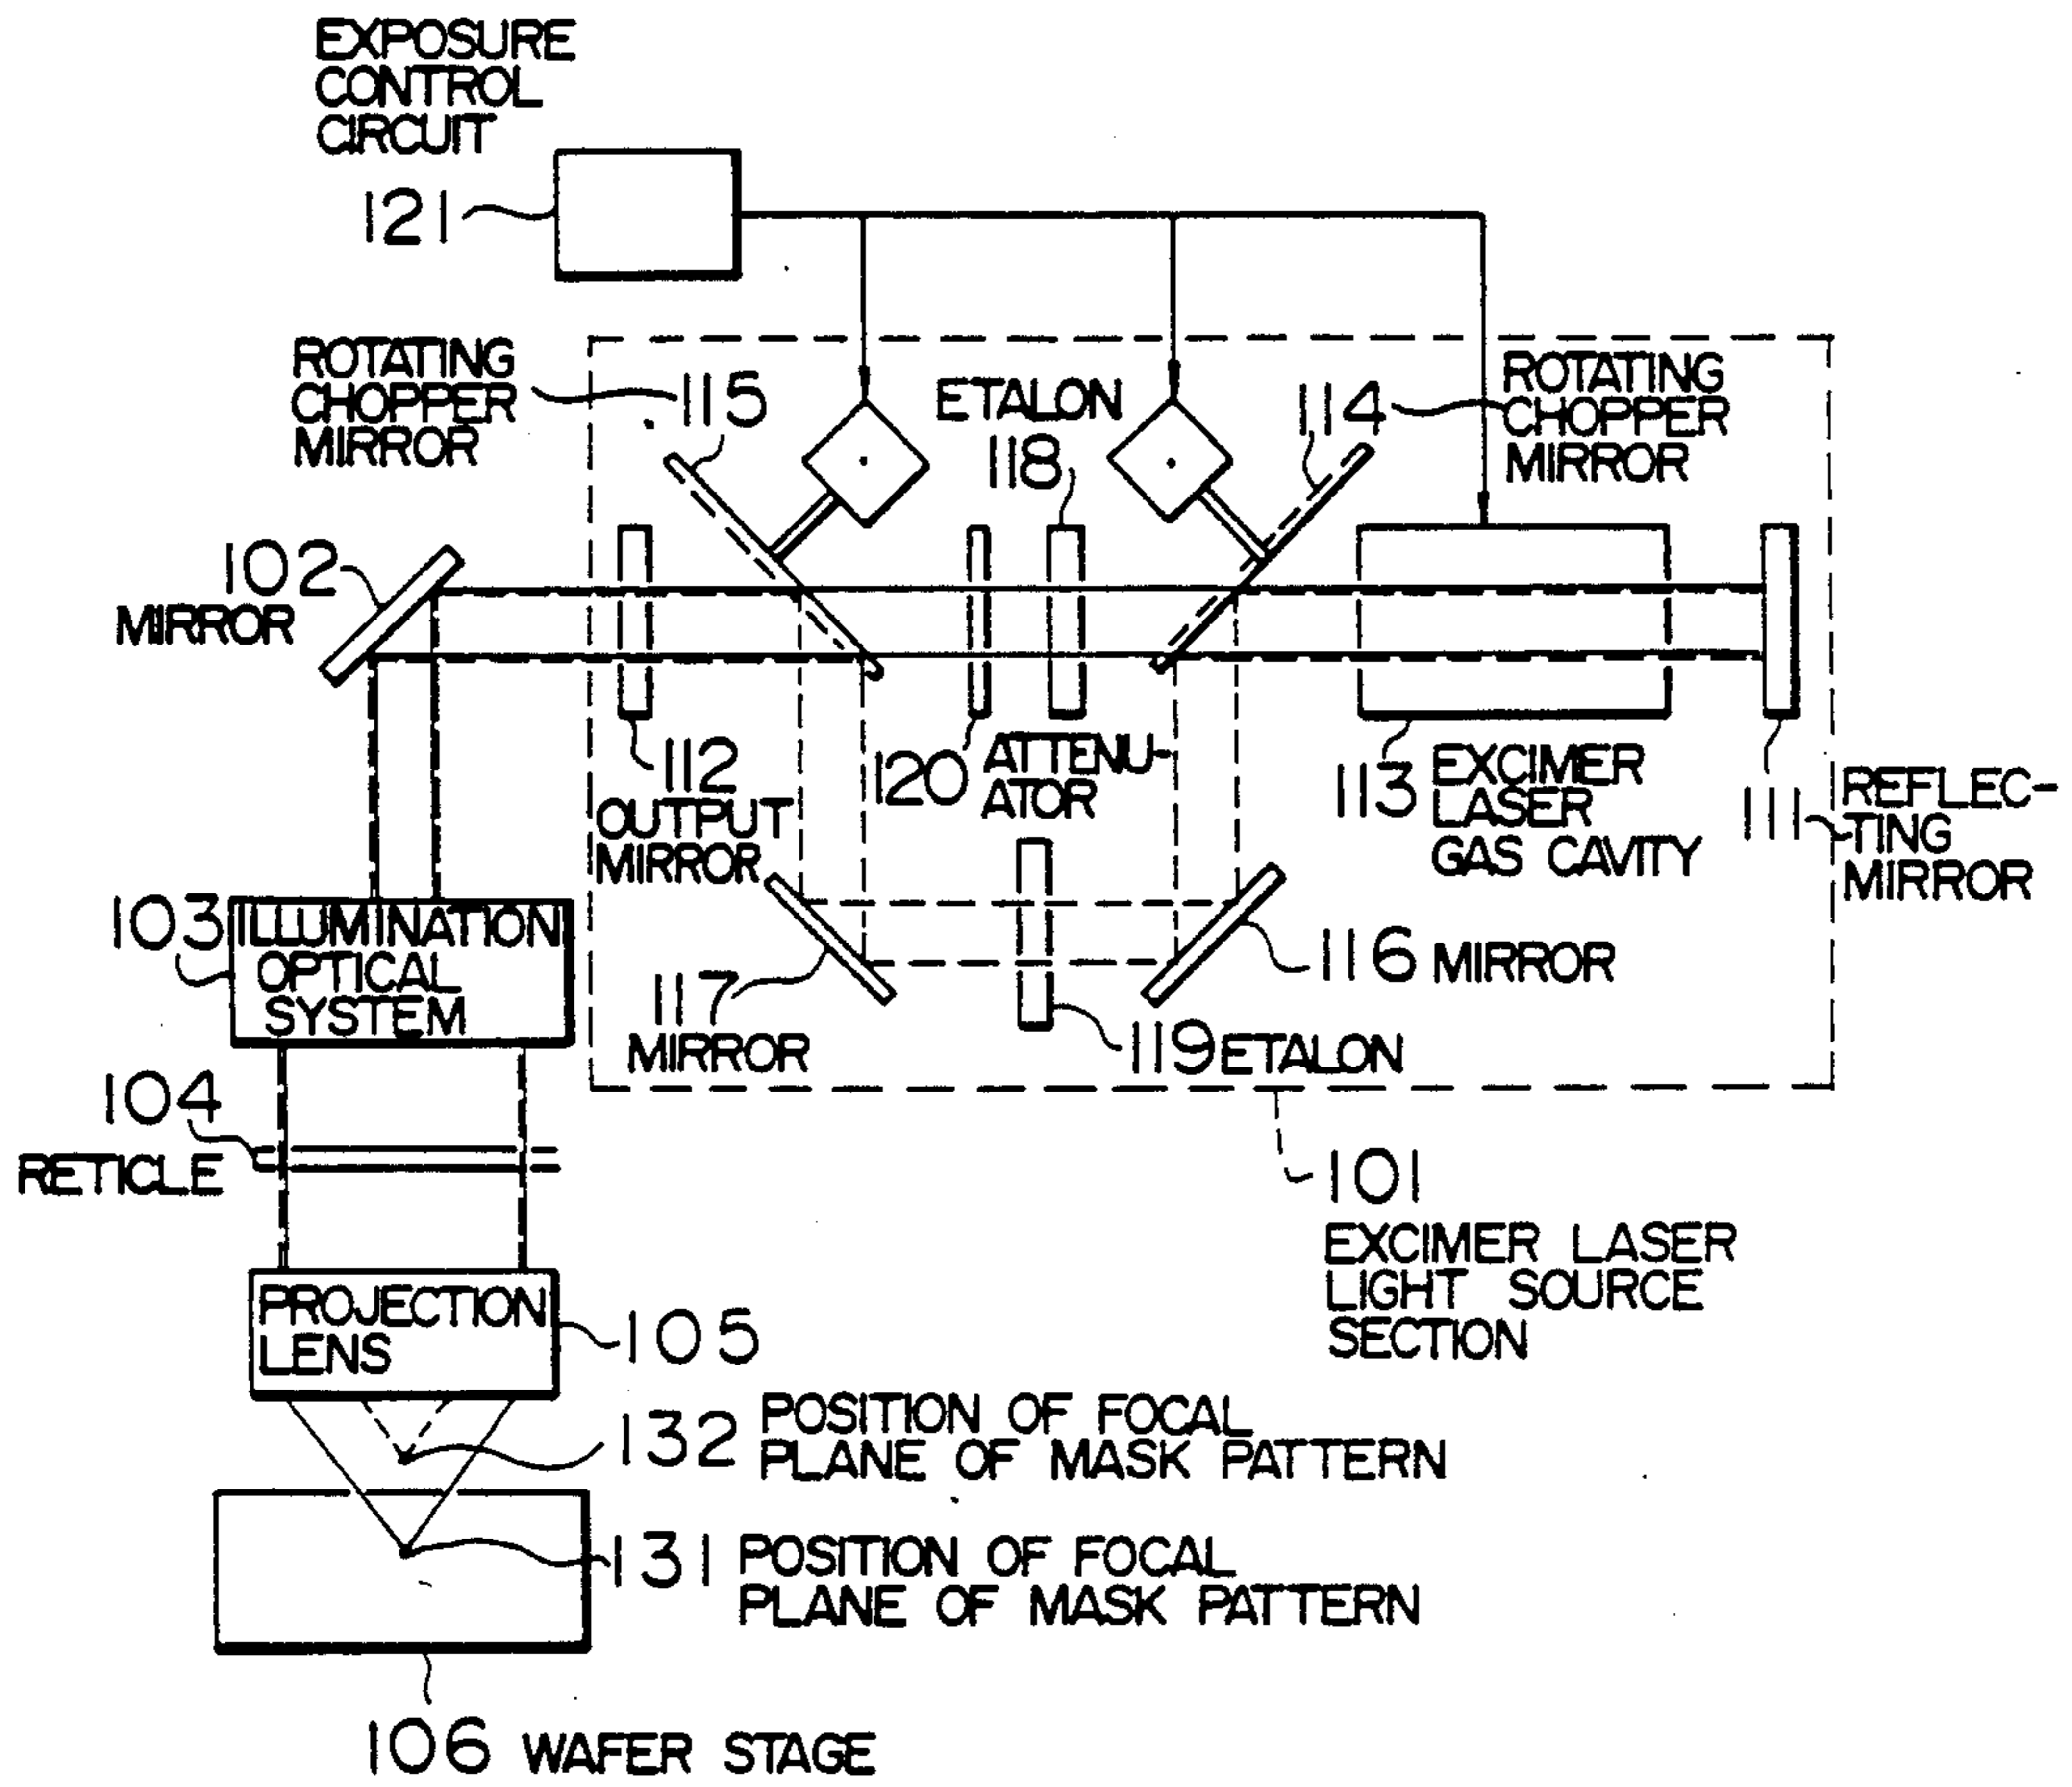 EXPOSURE
CONTROL
CIRCUIT
121
ROTATING
CHOPPER
MIRROR
115
ETALON
118
114
ROTATING
CHOPPER
MIRROR
102
MIRROR
112
OUTPUT
MIRROR
120
ATTENU-
ATOR
113
EXCIMER
LASER
GAS CAVITY
111
REFLEC-
TING
MIRROR
103
ILLUMINATION
OPTICAL
SYSTEM
117
MIRROR
116 MIRROR
119 ETALON
104
RETICLE
101
EXCIMER LASER
LIGHT SOURCE
SECTION
PROJECTION
LENS
105
132 POSITION OF FOCAL
PLANE OF MASK PATTERN
131 POSITION OF FOCAL
PLANE OF MASK PATTERN
106 WAFER STAGE